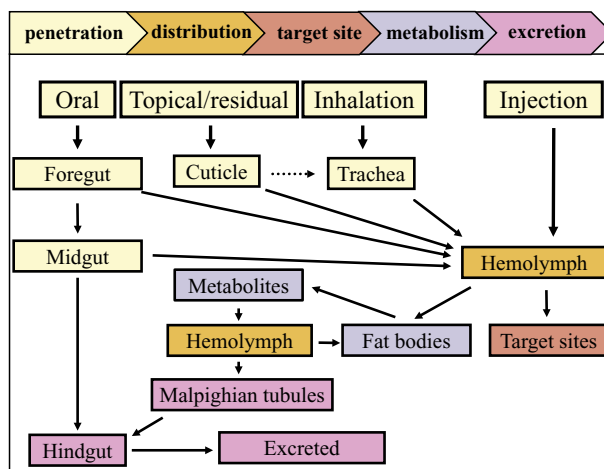 penetration distribution target site metabolism excretion
Oral Topical/residual Inhalation Injection
Foregut Cuticle Trachea
Midgut Hemolymph
Metabolites
Hemolymph Fat bodies Target sites
Malpighian tubules
Hindgut Excreted